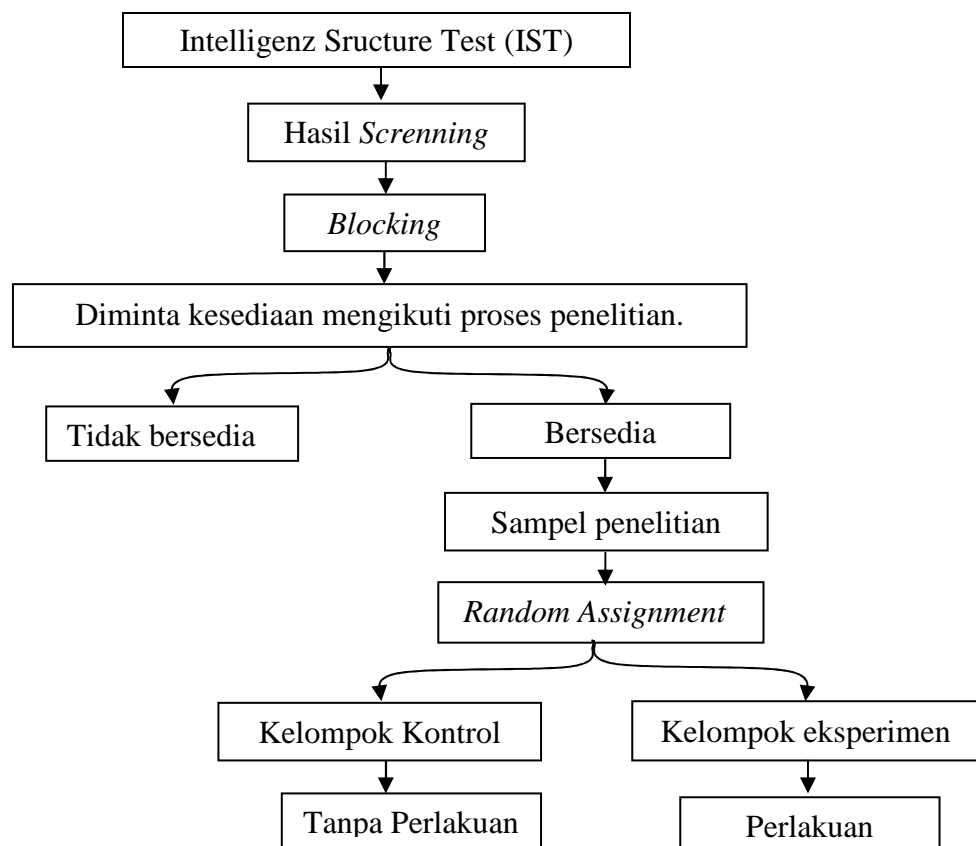 Intelligenz Sructure Test (IST)
Hasil Screnning
Blocking
Diminta kesediaan mengikuti proses penelitian.
Tidak bersedia
Bersedia
Sampel penelitian
Random Assignment
Kelompok Kontrol
Kelompok eksperimen
Tanpa Perlakuan
Perlakuan